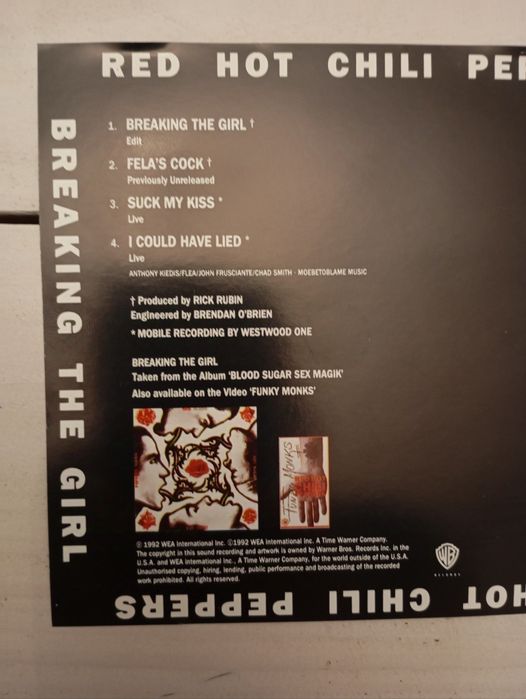 RED HOT CHILI PE
BREAKING THE GIRL
1. BREAKING THE GIRL †
Edit
2. FELA'S COCK †
Previously Unreleased
3. SUCK MY KISS *
Live
4. I COULD HAVE LIED *
Live
ANTHONY KIEDIS/FLEA/JOHN FRUSCIANTE/CHAD SMITH - MOEBETOBLAME MUSIC
† Produced by RICK RUBIN
Engineered by BRENDAN O'BRIEN
* MOBILE RECORDING BY WESTWOOD ONE
BREAKING THE GIRL
Taken from the Album 'BLOOD SUGAR SEX MAGIK'
Also available on the Video 'FUNKY MONKS'
FUNKY MONKS
℗ 1992 WEA International Inc. ©1992 WEA International Inc. A Time Warner Company.
The copyright in this sound recording and artwork is owned by Warner Bros. Records Inc. in the
U.S.A. and WEA International Inc., A Time Warner Company, for the world outside of the U.S.A.
Unauthorised copying, hiring, lending, public performance and broadcasting of the recorded
work prohibited. All rights reserved.
WB
RECORDS
HOT CHILI PEPPERS